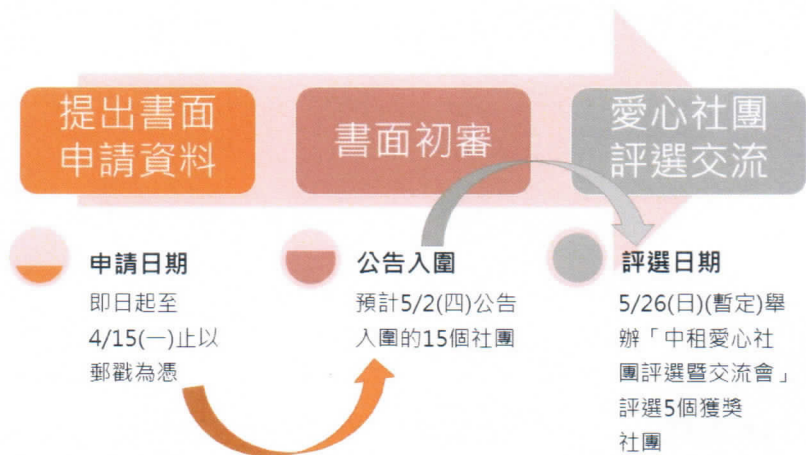 提出書面
申請資料
書面初審
愛心社團
評選交流
申請日期
即日起至
4/15(一)止以
郵戳為憑
公告入圍
預計5/2(四)公告
入圍的15個社團
評選日期
5/26(日)(暫定)舉
辦「中租愛心社
團評選暨交流會」
評選5個獲獎
社團